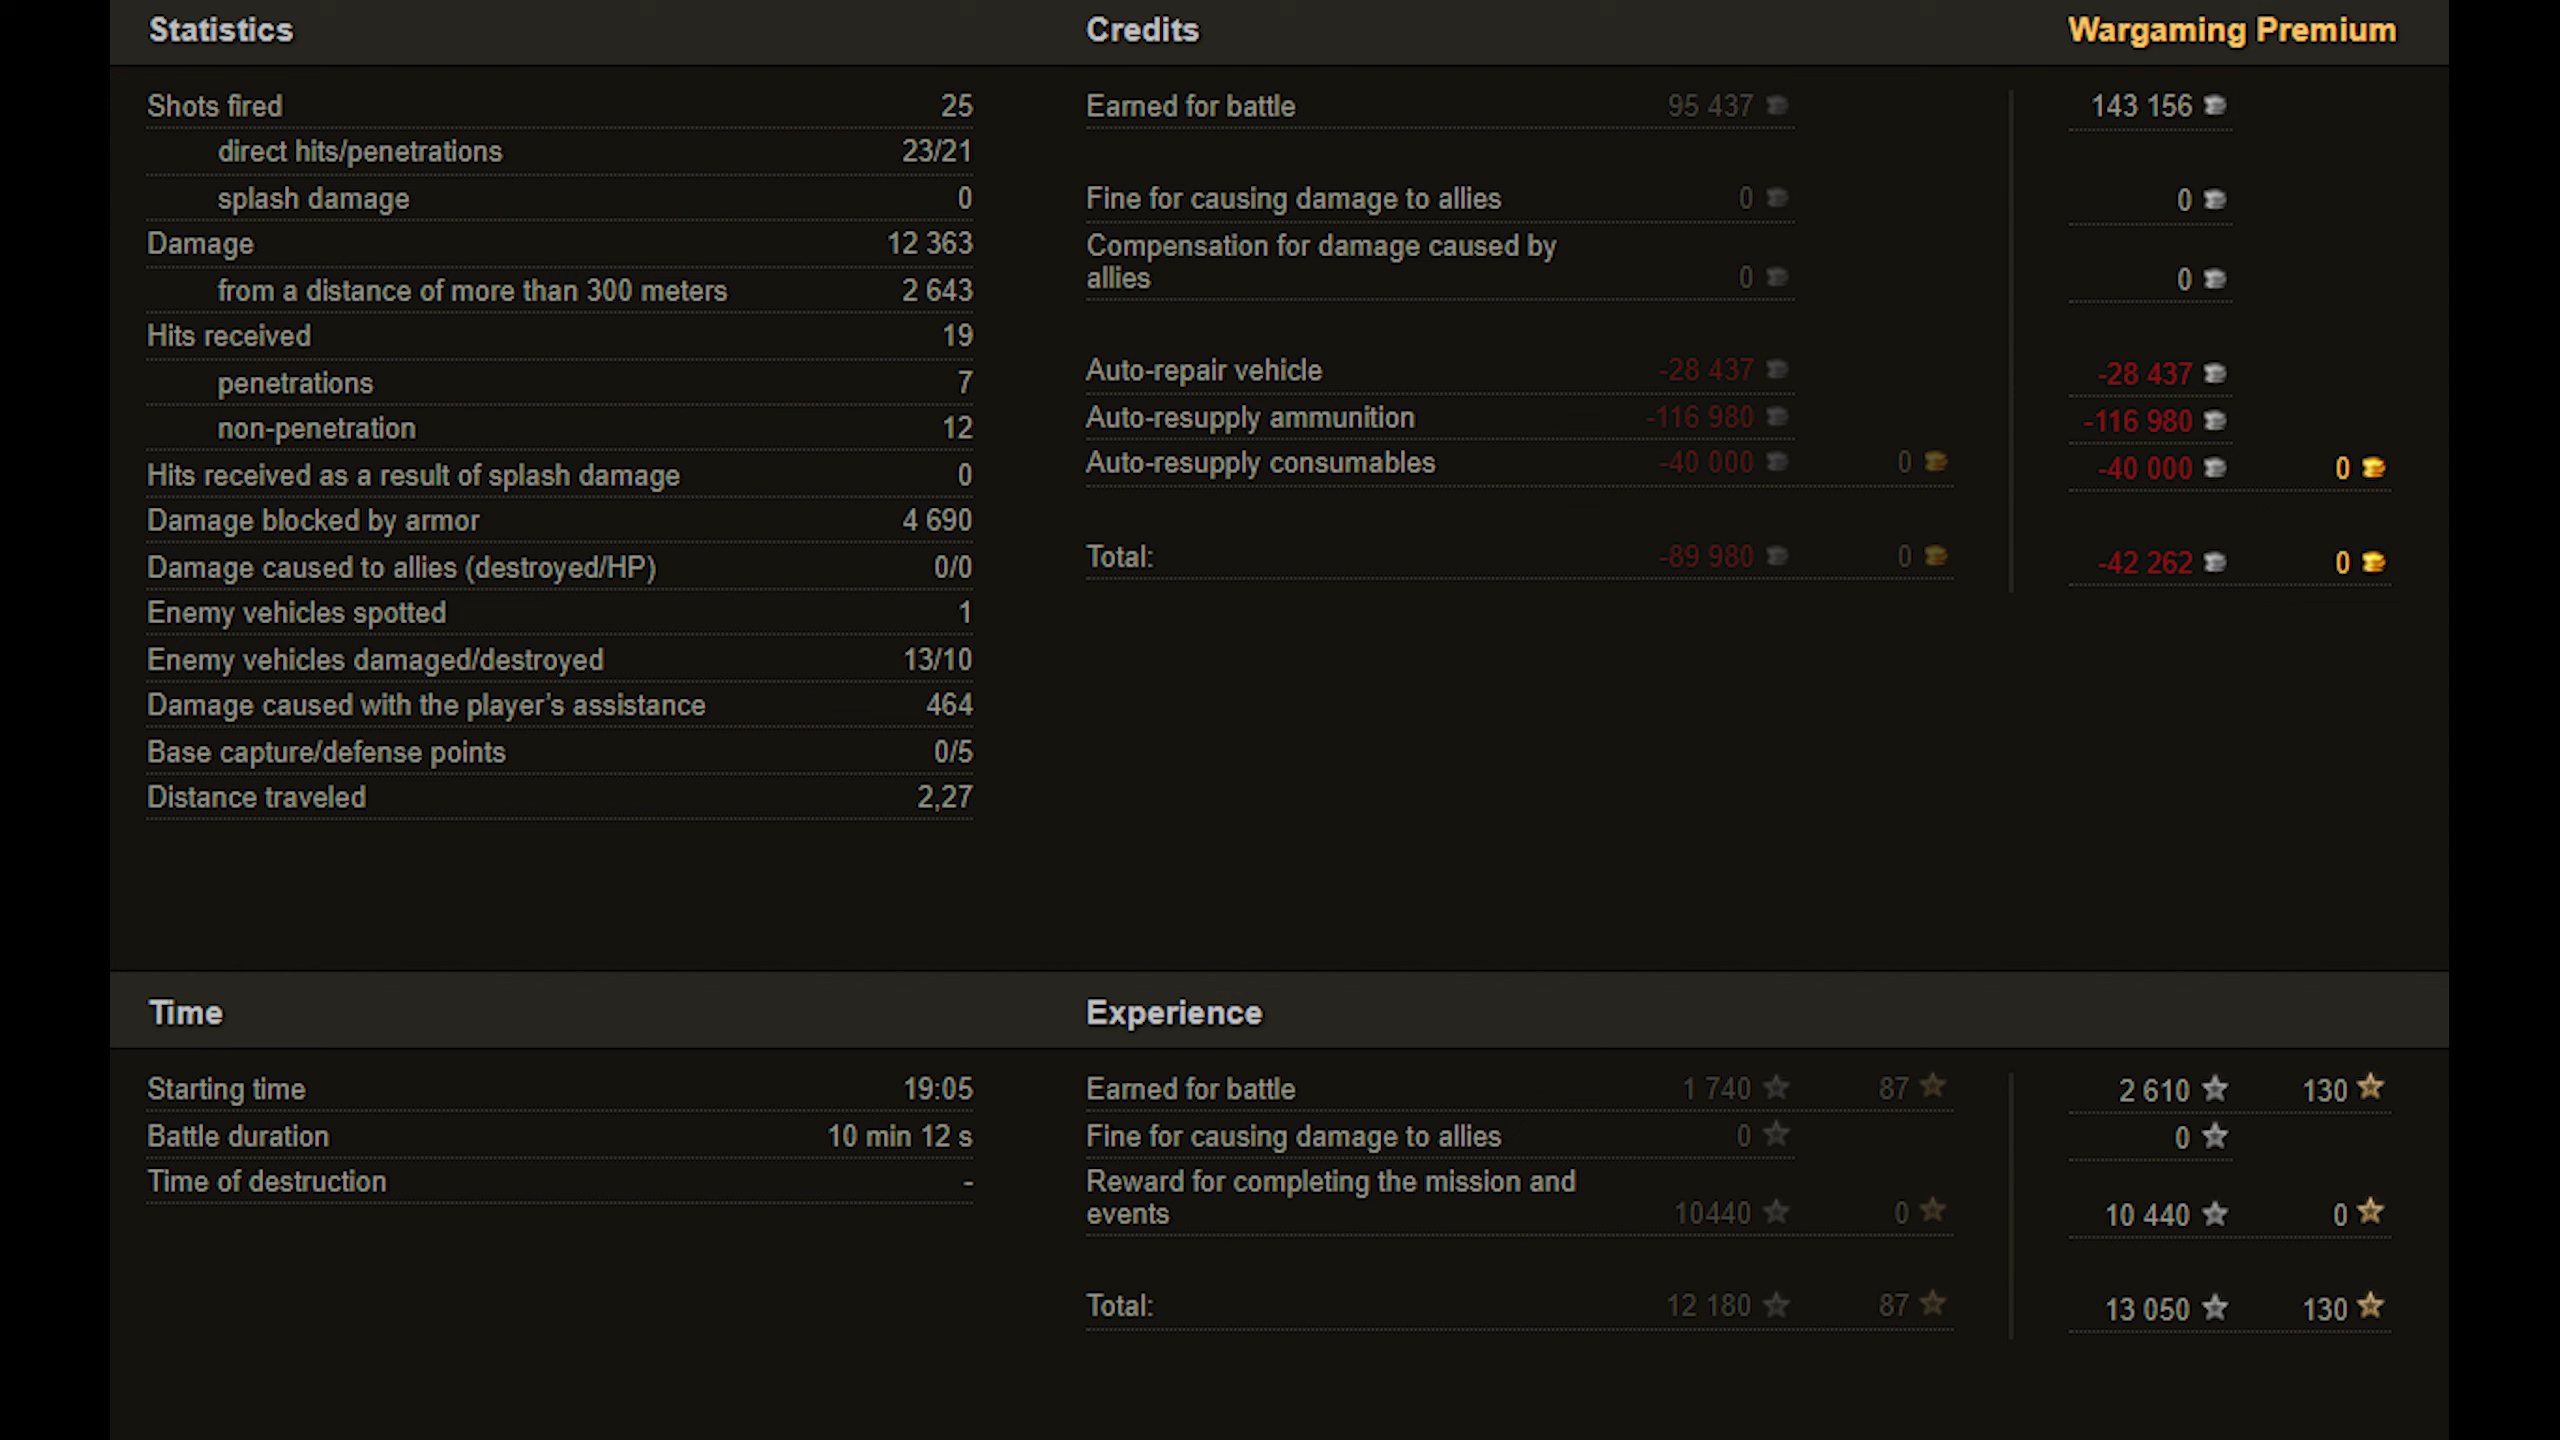 Statistics
Shots fired 25
direct hits/penetrations 23/21
splash damage 0
Damage 12 363
from a distance of more than 300 meters 2 643
Hits received 19
penetrations 7
non-penetration 12
Hits received as a result of splash damage 0
Damage blocked by armor 4 690
Damage caused to allies (destroyed/HP) 0/0
Enemy vehicles spotted 1
Enemy vehicles damaged/destroyed 13/10
Damage caused with the player's assistance 464
Base capture/defense points 0/5
Distance traveled 2,27
Credits Wargaming Premium
Earned for battle 95 437 143 156
Fine for causing damage to allies 0 0
Compensation for damage caused by
allies 0 0
Auto-repair vehicle -28 437 -28 437
Auto-resupply ammunition -116 980 -116 980
Auto-resupply consumables -40 000 0 -40 000 0
Total: -89 980 0 -42 262 0
Time
Starting time 19:05
Battle duration 10 min 12 s
Time of destruction -
Experience
Earned for battle 1 740 87 2 610 130
Fine for causing damage to allies 0 0
Reward for completing the mission and
events 10440 0 10 440 0
Total: 12 180 87 13 050 130